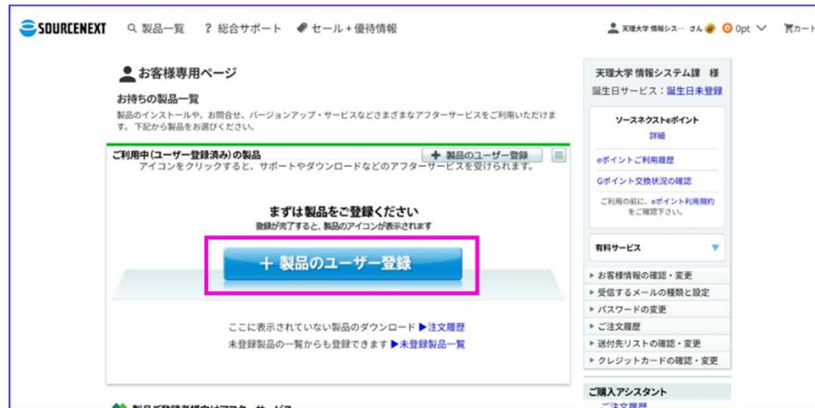 SOURCENEXT 製品一覧 ? 総合サポート セール+優待情報 天理大学 情報シス… さん 0pt カート
お客様専用ページ
お持ちの製品一覧
製品のインストールや、お問合せ、バージョンアップ・サービスなどさまざまなアフターサービスをご利用いただけま
す。下記から製品をお選びください。
ご利用中(ユーザー登録済み)の製品
+ 製品のユーザー登録
アイコンをクリックすると、サポートやダウンロードなどのアフターサービスを受けられます。
まずは製品をご登録ください
登録が完了すると、製品のアイコンが表示されます
+ 製品のユーザー登録
ここに表示されていない製品のダウンロード ▶注文履歴
未登録製品の一覧からも登録できます ▶未登録製品一覧
天理大学 情報システム課 様
誕生日サービス:誕生日未登録
ソースネクストeポイント
詳細
eポイントご利用履歴
Gポイント交換状況の確認
ご利用の前に、eポイント利用規約
をご確認下さい。
有料サービス ▼
お客様情報の確認・変更
受信するメールの種類と設定
パスワードの変更
ご注文履歴
送付先リストの確認・変更
クレジットカードの確認・変更
ご購入アシスタント
ご注文履歴